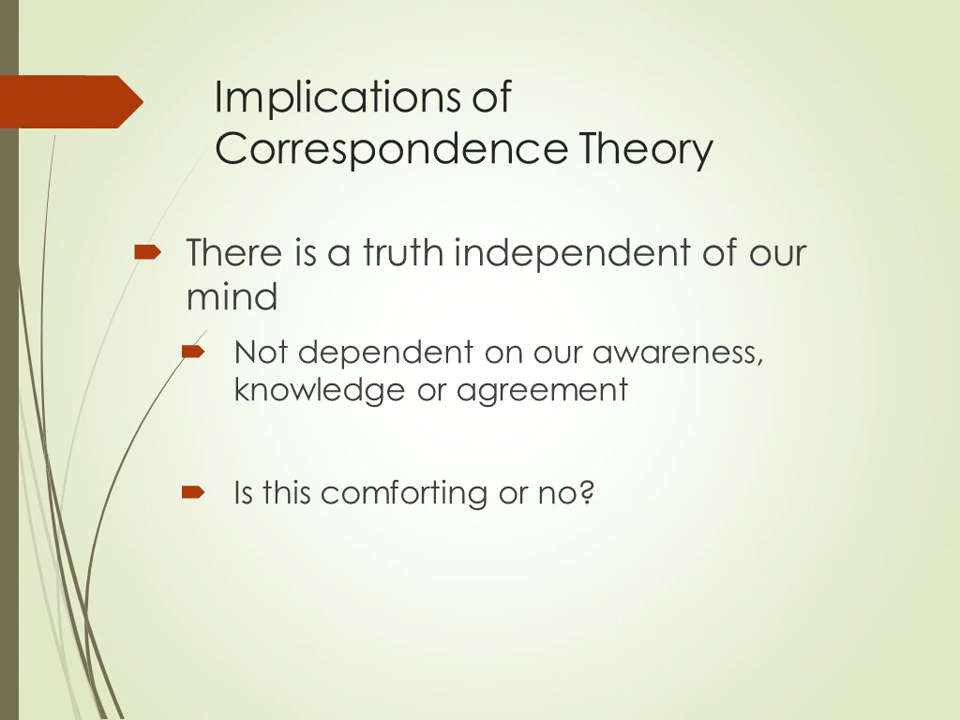 Implications of
Correspondence Theory
There is a truth independent of our
mind
Not dependent on our awareness,
knowledge or agreement
Is this comforting or no?